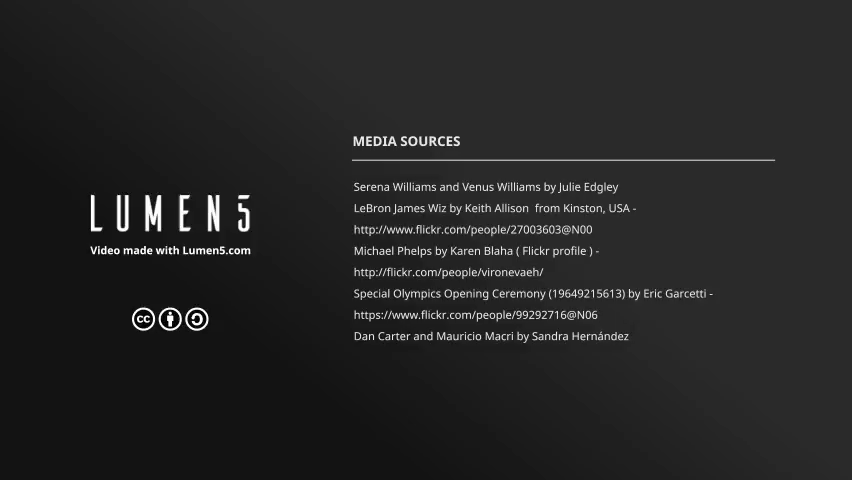 LUMEN5
Video made with Lumen5.com
cc
MEDIA SOURCES
Serena Williams and Venus Williams by Julie Edgley
LeBron James Wiz by Keith Allison  from Kinston, USA -
http://www.flickr.com/people/27003603@N00
Michael Phelps by Karen Blaha ( Flickr profile ) -
http://flickr.com/people/vironevaeh/
Special Olympics Opening Ceremony (19649215613) by Eric Garcetti -
https://www.flickr.com/people/99292716@N06
Dan Carter and Mauricio Macri by Sandra Hernández